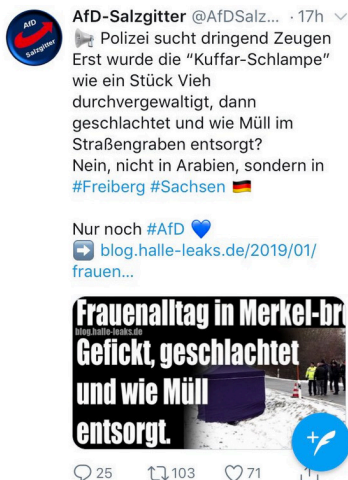 AfD
Salzgitter
AfD-Salzgitter @AfDSalz... · 17h
Polizei sucht dringend Zeugen
Erst wurde die “Kuffar-Schlampe”
wie ein Stück Vieh
durchvergewaltigt, dann
geschlachtet und wie Müll im
Straßengraben entsorgt?
Nein, nicht in Arabien, sondern in
#Freiberg #Sachsen 🇩🇪
Nur noch #AfD 💙
➡️ blog.halle-leaks.de/2019/01/
frauen...
Frauenalltag in Merkel-br
blog.halle-leaks.de
Gefickt, geschlachtet
und wie Müll
entsorgt.
25 103 71